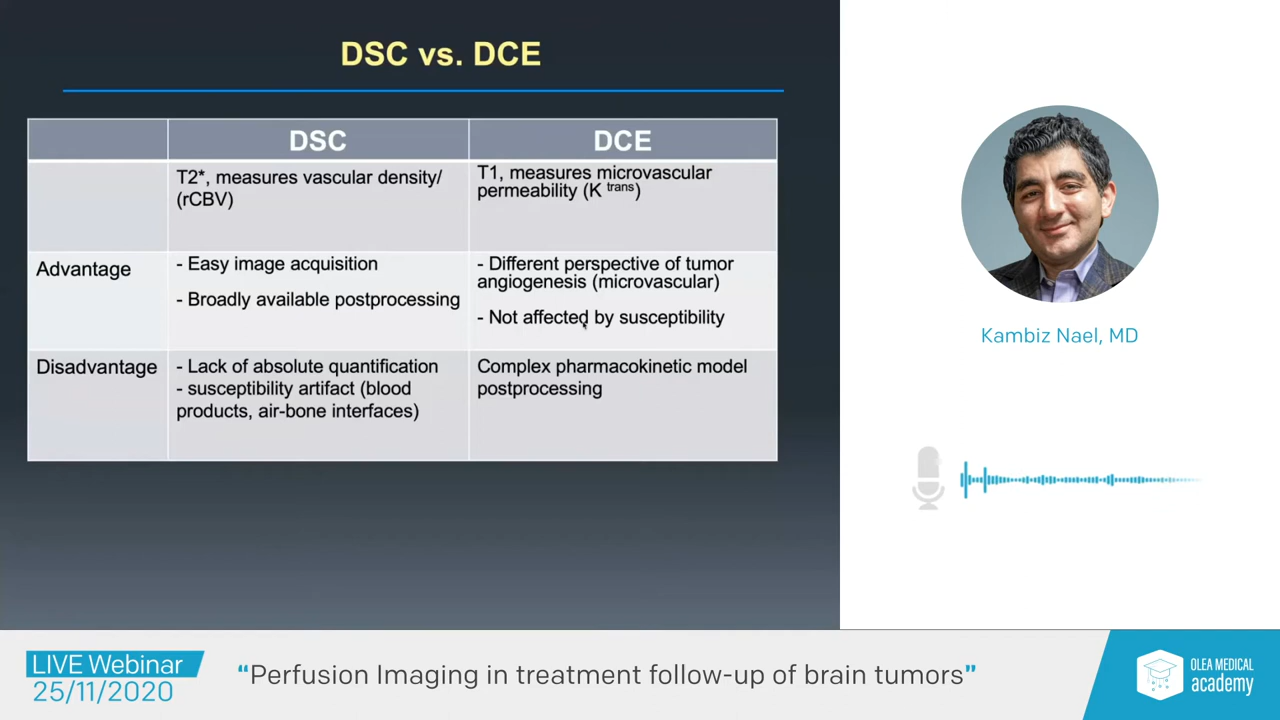 DSC vs. DCE
DSC
DCE
T2*, measures vascular density/
(rCBV)
T1, measures microvascular
permeability (K trans)
Advantage
- Easy image acquisition
- Broadly available postprocessing
- Different perspective of tumor
angiogenesis (microvascular)
- Not affected by susceptibility
Disadvantage
- Lack of absolute quantification
- susceptibility artifact (blood
products, air-bone interfaces)
Complex pharmacokinetic model
postprocessing
Kambiz Nael, MD
LIVE Webinar
25/11/2020
“Perfusion Imaging in treatment follow-up of brain tumors”
OLEA MEDICAL
academy